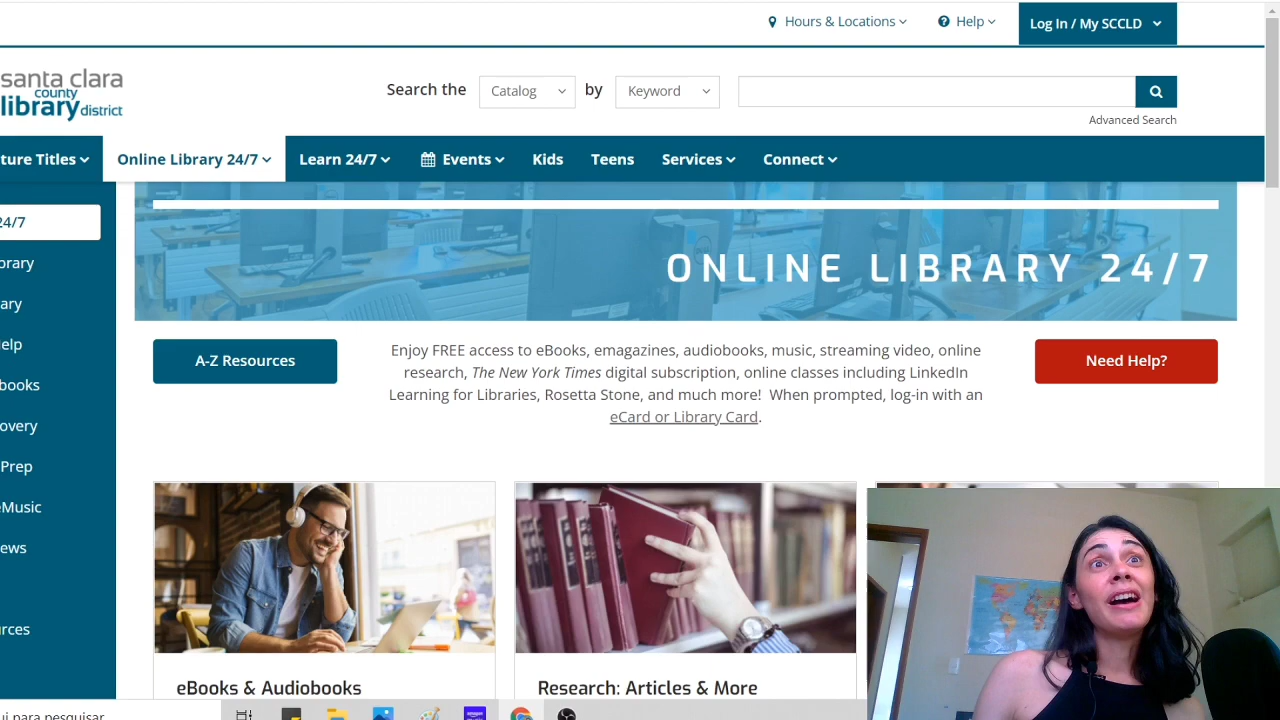 Hours & Locations
Help
Log In / My SCCLD
santa clara
county
library district
Search the
Catalog
by
Keyword
Advanced Search
ture Titles
Online Library 24/7
Learn 24/7
Events
Kids
Teens
Services
Connect
24/7
brary
ary
elp
books
overy
Prep
eMusic
ews
urces
ONLINE LIBRARY 24/7
A-Z Resources
Enjoy FREE access to eBooks, emagazines, audiobooks, music, streaming video, online
research, The New York Times digital subscription, online classes including LinkedIn
Learning for Libraries, Rosetta Stone, and much more! When prompted, log-in with an
eCard or Library Card.
Need Help?
eBooks & Audiobooks
Research: Articles & More
ui para pesquisar